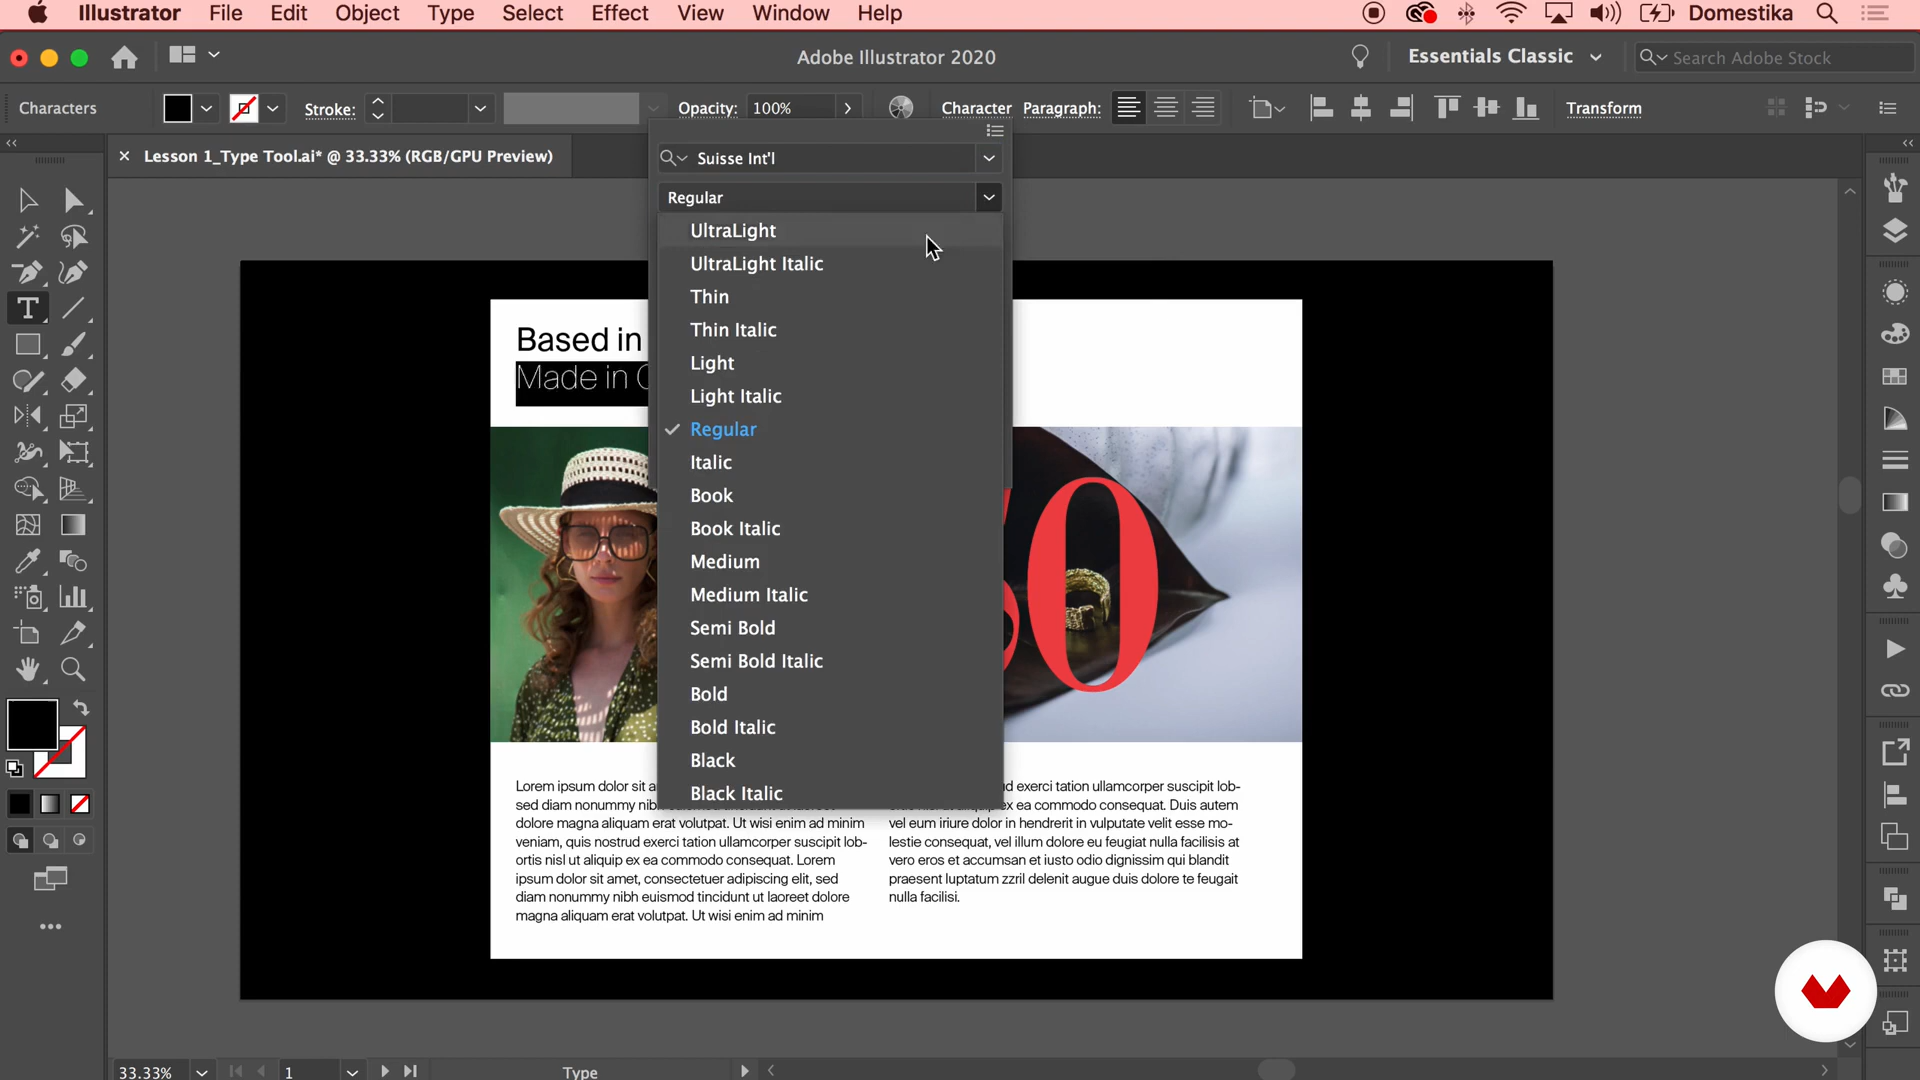 Illustrator File Edit Object Type Select Effect View Window Help Domestika
Adobe Illustrator 2020
Essentials Classic
Search Adobe Stock
Characters
Stroke:
Opacity: 100%
Character
Paragraph:
Transform
Lesson 1_Type Tool.ai* @ 33.33% (RGB/GPU Preview)
Suisse Int'l
Regular
UltraLight
UltraLight Italic
Thin
Thin Italic
Light
Light Italic
Regular
Italic
Book
Book Italic
Medium
Medium Italic
Semi Bold
Semi Bold Italic
Bold
Bold Italic
Black
Black Italic
Based in
Made in
0
Lorem ipsum dolor sit a
sed diam nonummy nib
dolore magna aliquam erat volutpat. Ut wisi enim ad minim
veniam, quis nostrud exerci tation ullamcorper suscipit lob-
ortis nisl ut aliquip ex ea commodo consequat. Lorem
ipsum dolor sit amet, consectetuer adipiscing elit, sed
diam nonummy nibh euismod tincidunt ut laoreet dolore
magna aliquam erat volutpat. Ut wisi enim ad minim
d exerci tation ullamcorper suscipit lob-
ex ea commodo consequat. Duis autem
vel eum iriure dolor in hendrerit in vulputate velit esse mo-
lestie consequat, vel illum dolore eu feugiat nulla facilisis at
vero eros et accumsan et iusto odio dignissim qui blandit
praesent luptatum zzril delenit augue duis dolore te feugait
nulla facilisi.
33.33%
1
Type